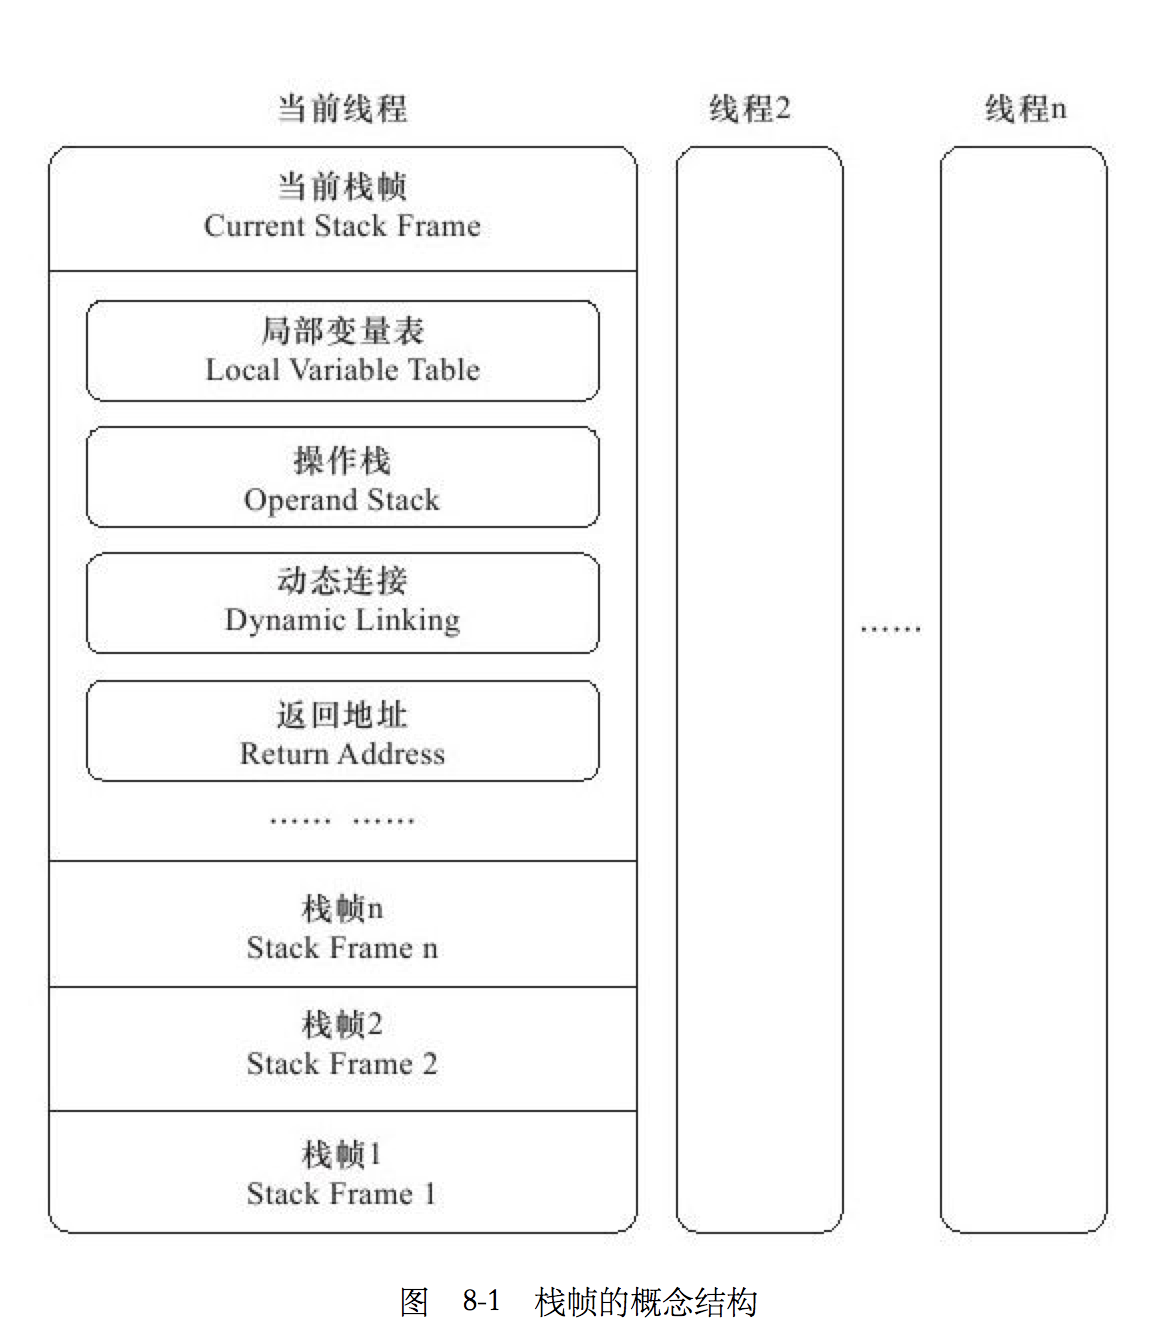 当前线程
线程2
线程n
当前栈帧
Current Stack Frame
局部变量表
Local Variable Table
操作栈
Operand Stack
动态连接
Dynamic Linking
返回地址
Return Address
…… ……
……
栈帧n
Stack Frame n
栈帧2
Stack Frame 2
栈帧1
Stack Frame 1
图 8-1 栈帧的概念结构